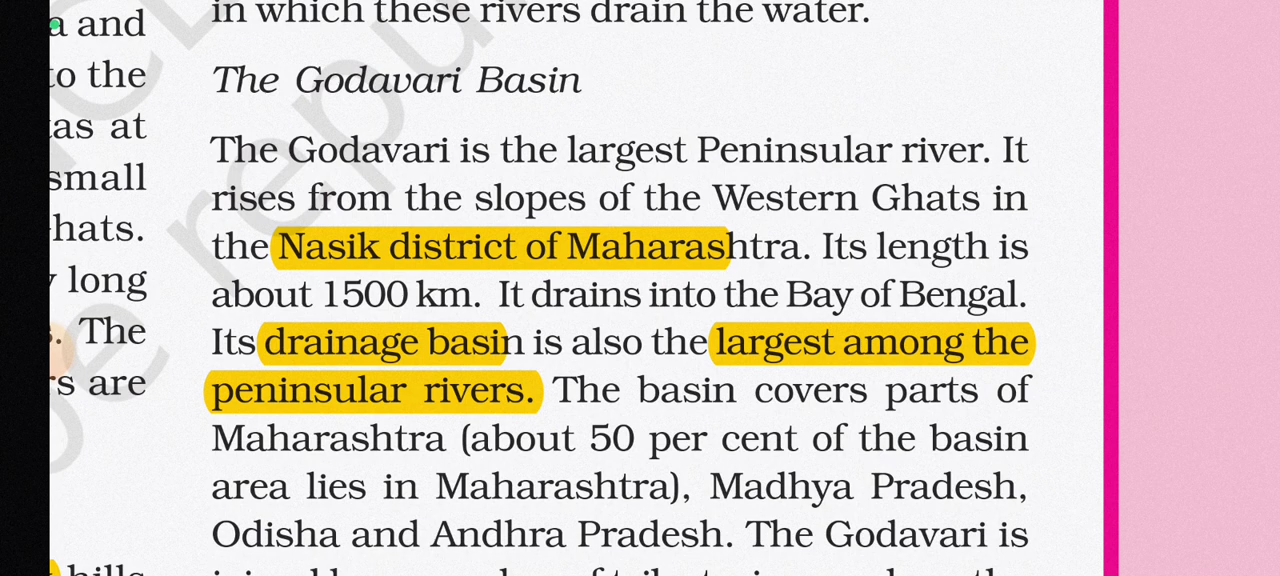 a and
to the
as at
small
hats.
long
The
s are
hills
in which these rivers drain the water.
The Godavari Basin
The Godavari is the largest Peninsular river. It
rises from the slopes of the Western Ghats in
the Nasik district of Maharashtra. Its length is
about 1500 km. It drains into the Bay of Bengal.
Its drainage basin is also the largest among the
peninsular rivers. The basin covers parts of
Maharashtra (about 50 per cent of the basin
area lies in Maharashtra), Madhya Pradesh,
Odisha and Andhra Pradesh. The Godavari is
be repu